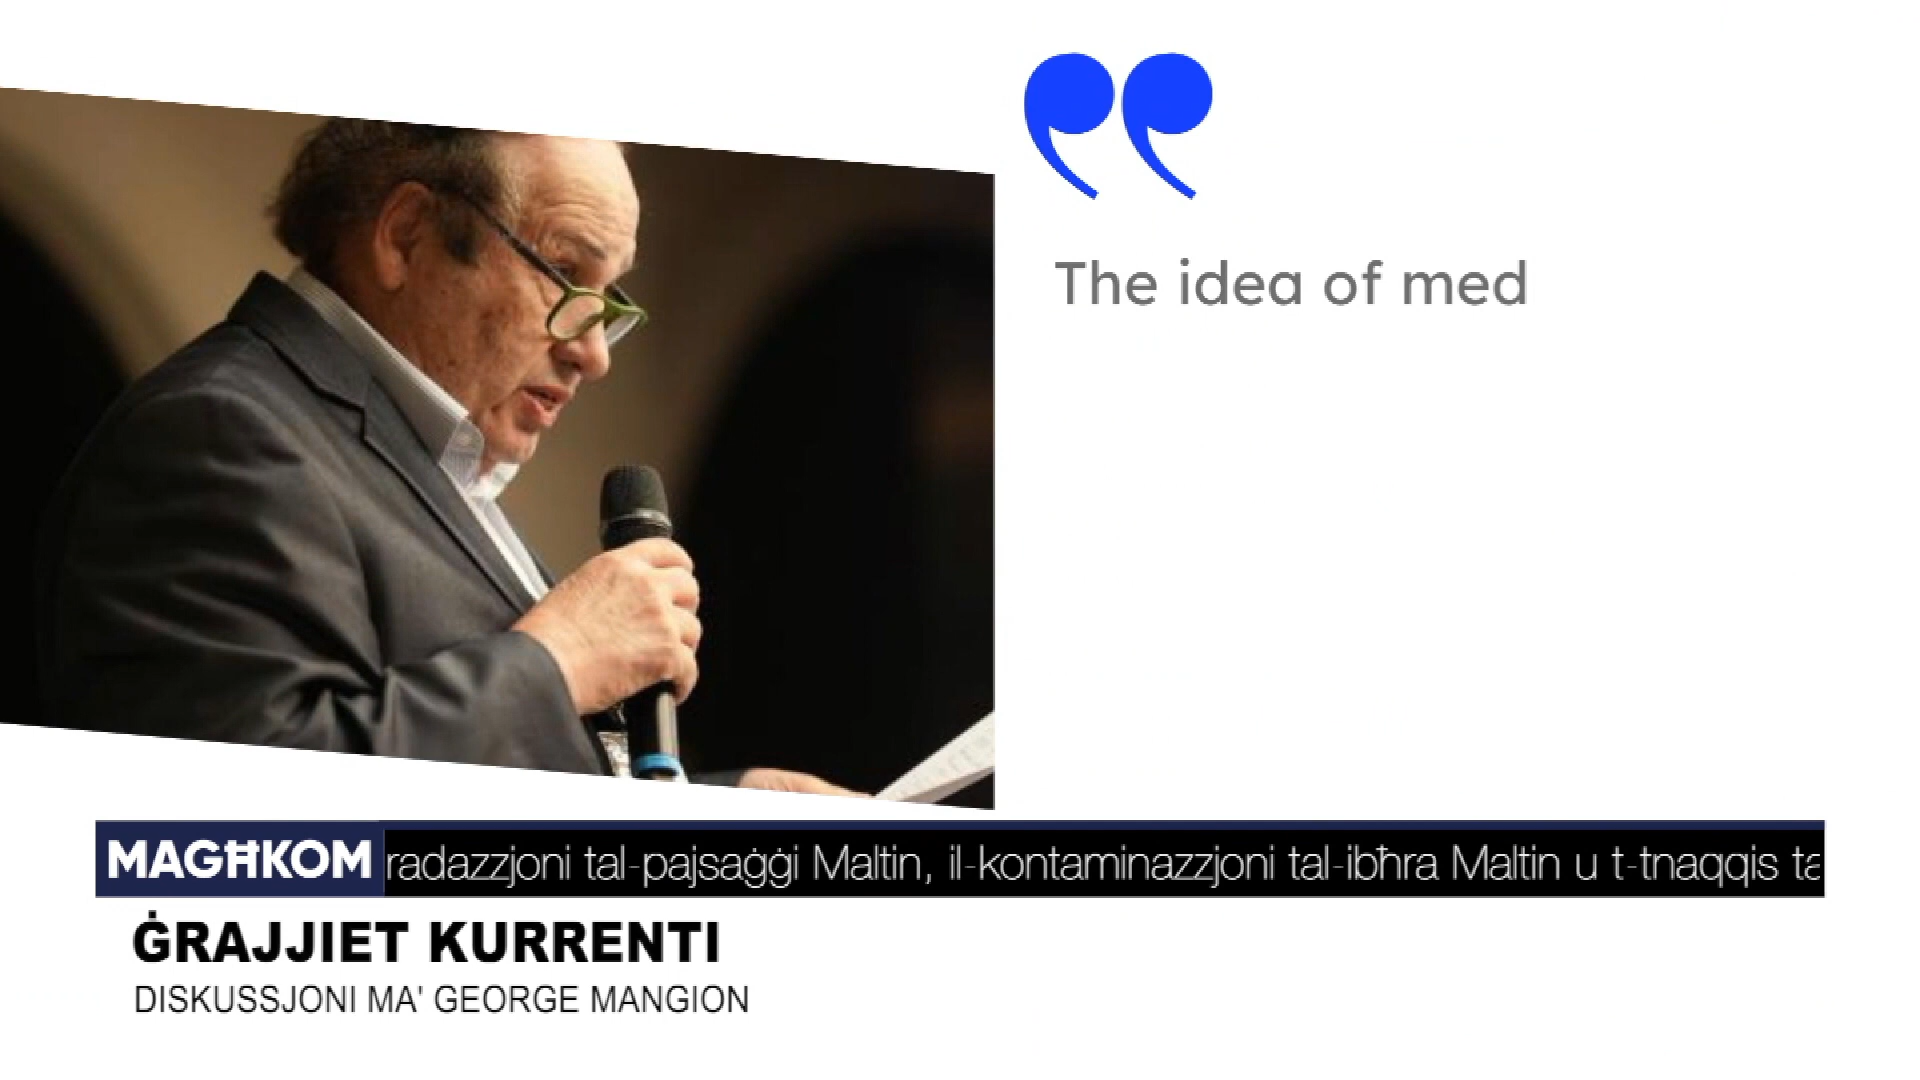 The idea of med
MAGĦKOM
radazzjoni tal-pajsaġġi Maltin, il-kontaminazzjoni tal-ibħra Maltin u t-tnaqqis ta
ĠRAJJIET KURRENTI
DISKUSSJONI MA' GEORGE MANGION